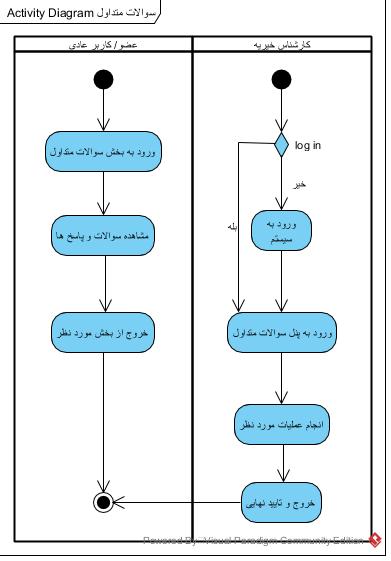 Activity Diagram سوالات متداول
عضو/ کاربر عادی
کارشناس خیریه
log in
ورود به بخش سوالات متداول
خیر
مشاهده سوالات و پاسخ ها
بله
ورود به
سیستم
خروج از بخش مورد نظر
ورود به پنل سوالات متداول
انجام عملیات مورد نظر
خروج و تایید نهایی
Powered By Visual Paradigm Community Edition